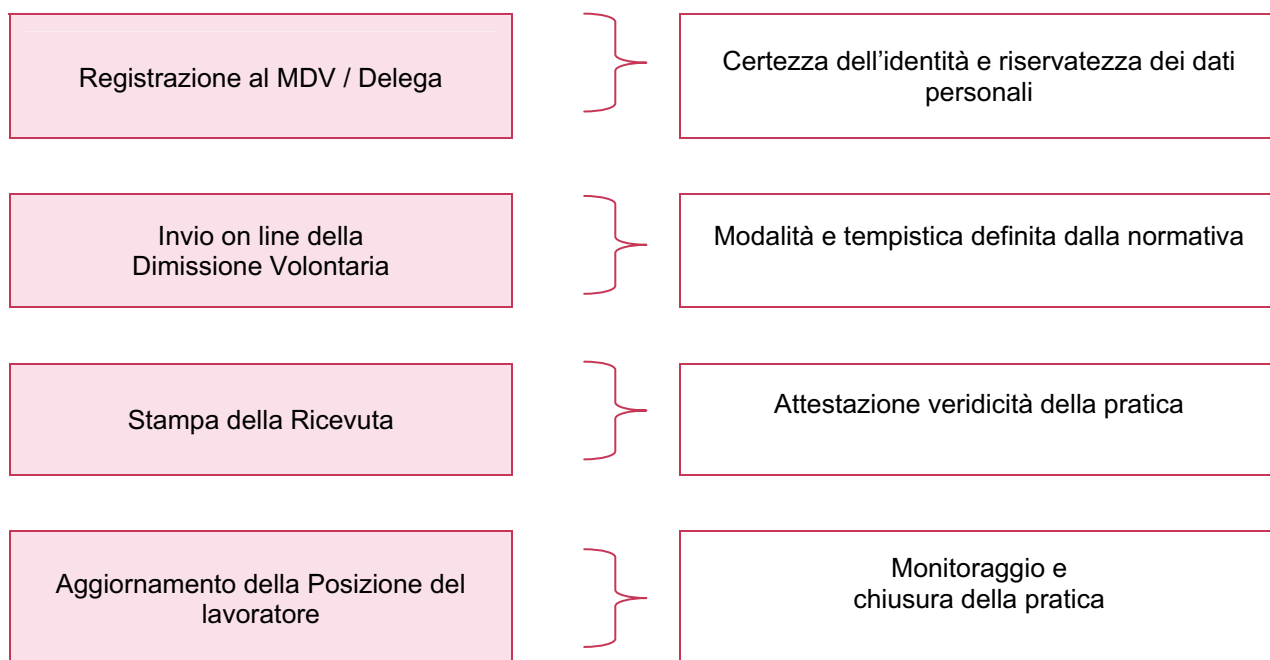 Registrazione al MDV / Delega
Certezza dell’identità e riservatezza dei dati
personali
Invio on line della
Dimissione Volontaria
Modalità e tempistica definita dalla normativa
Stampa della Ricevuta
Attestazione veridicità della pratica
Aggiornamento della Posizione del
lavoratore
Monitoraggio e
chiusura della pratica